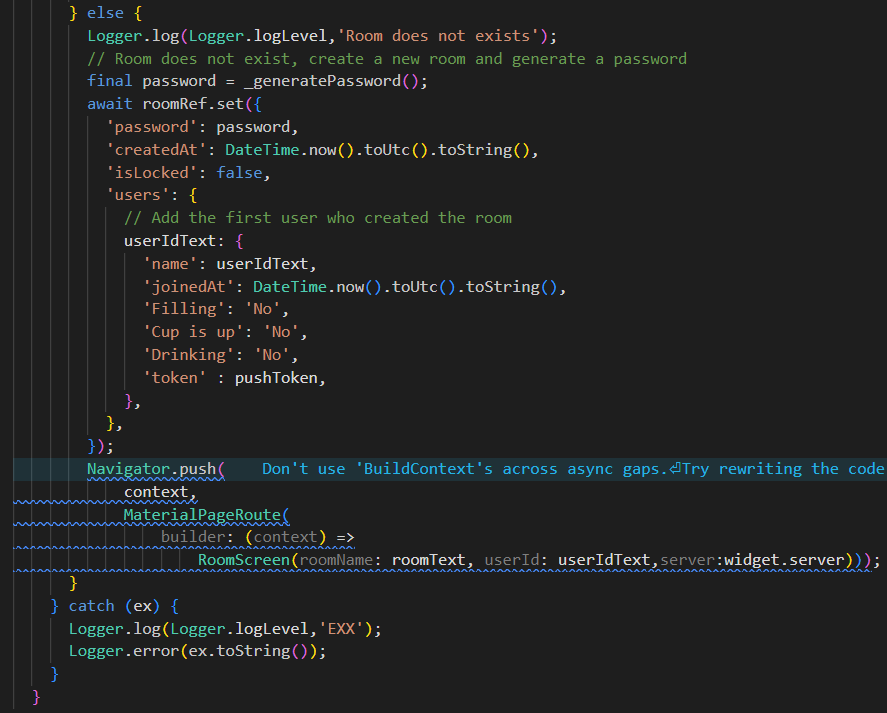 } else {
Logger.log(Logger.logLevel,'Room does not exists');
// Room does not exist, create a new room and generate a password
final password = _generatePassword();
await roomRef.set({
'password': password,
'createdAt': DateTime.now().toUtc().toString(),
'isLocked': false,
'users': {
// Add the first user who created the room
userIdText: {
'name': userIdText,
'joinedAt': DateTime.now().toUtc().toString(),
'Filling': 'No',
'Cup is up': 'No',
'Drinking': 'No',
'token' : pushToken,
},
},
});
Navigator.push( Don't use 'BuildContext's across async gaps.⏎Try rewriting the code
context,
MaterialPageRoute(
builder: (context) =>
RoomScreen(roomName: roomText, userId: userIdText,server:widget.server)));
}
} catch (ex) {
Logger.log(Logger.logLevel,'EXX');
Logger.error(ex.toString());
}
}